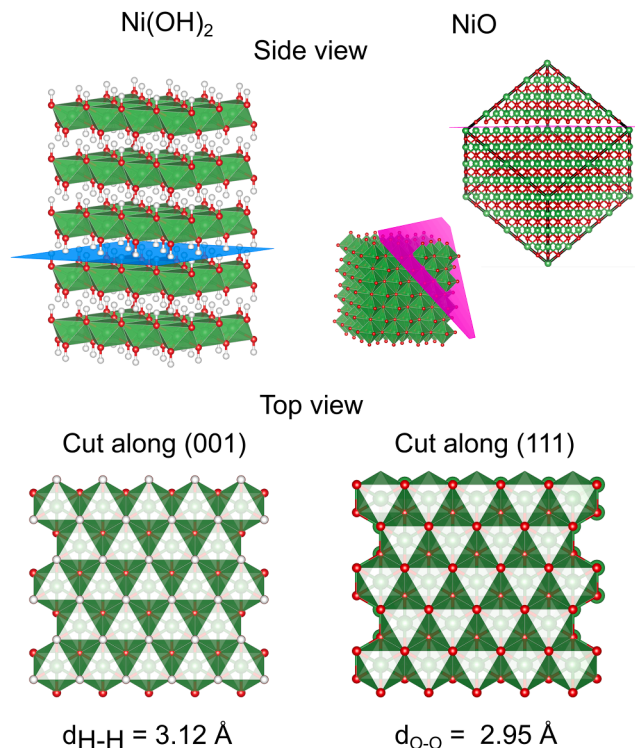 Ni(OH)₂ NiO
Side view
Top view
Cut along (001) Cut along (111)
dH-H = 3.12 Å dO-O = 2.95 Å